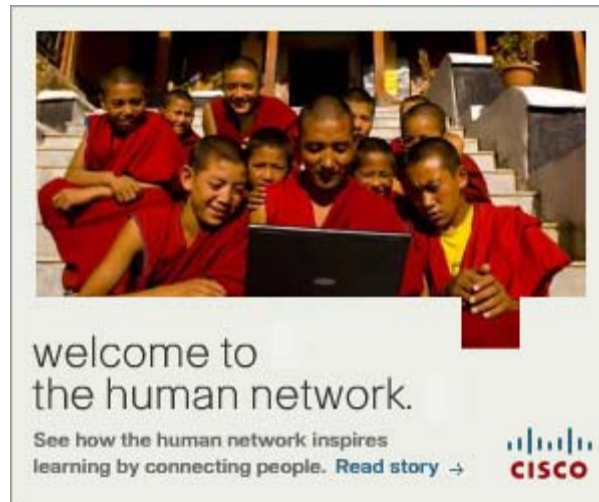 welcome to
the human network.
See how the human network inspires
learning by connecting people. Read story →
CISCO